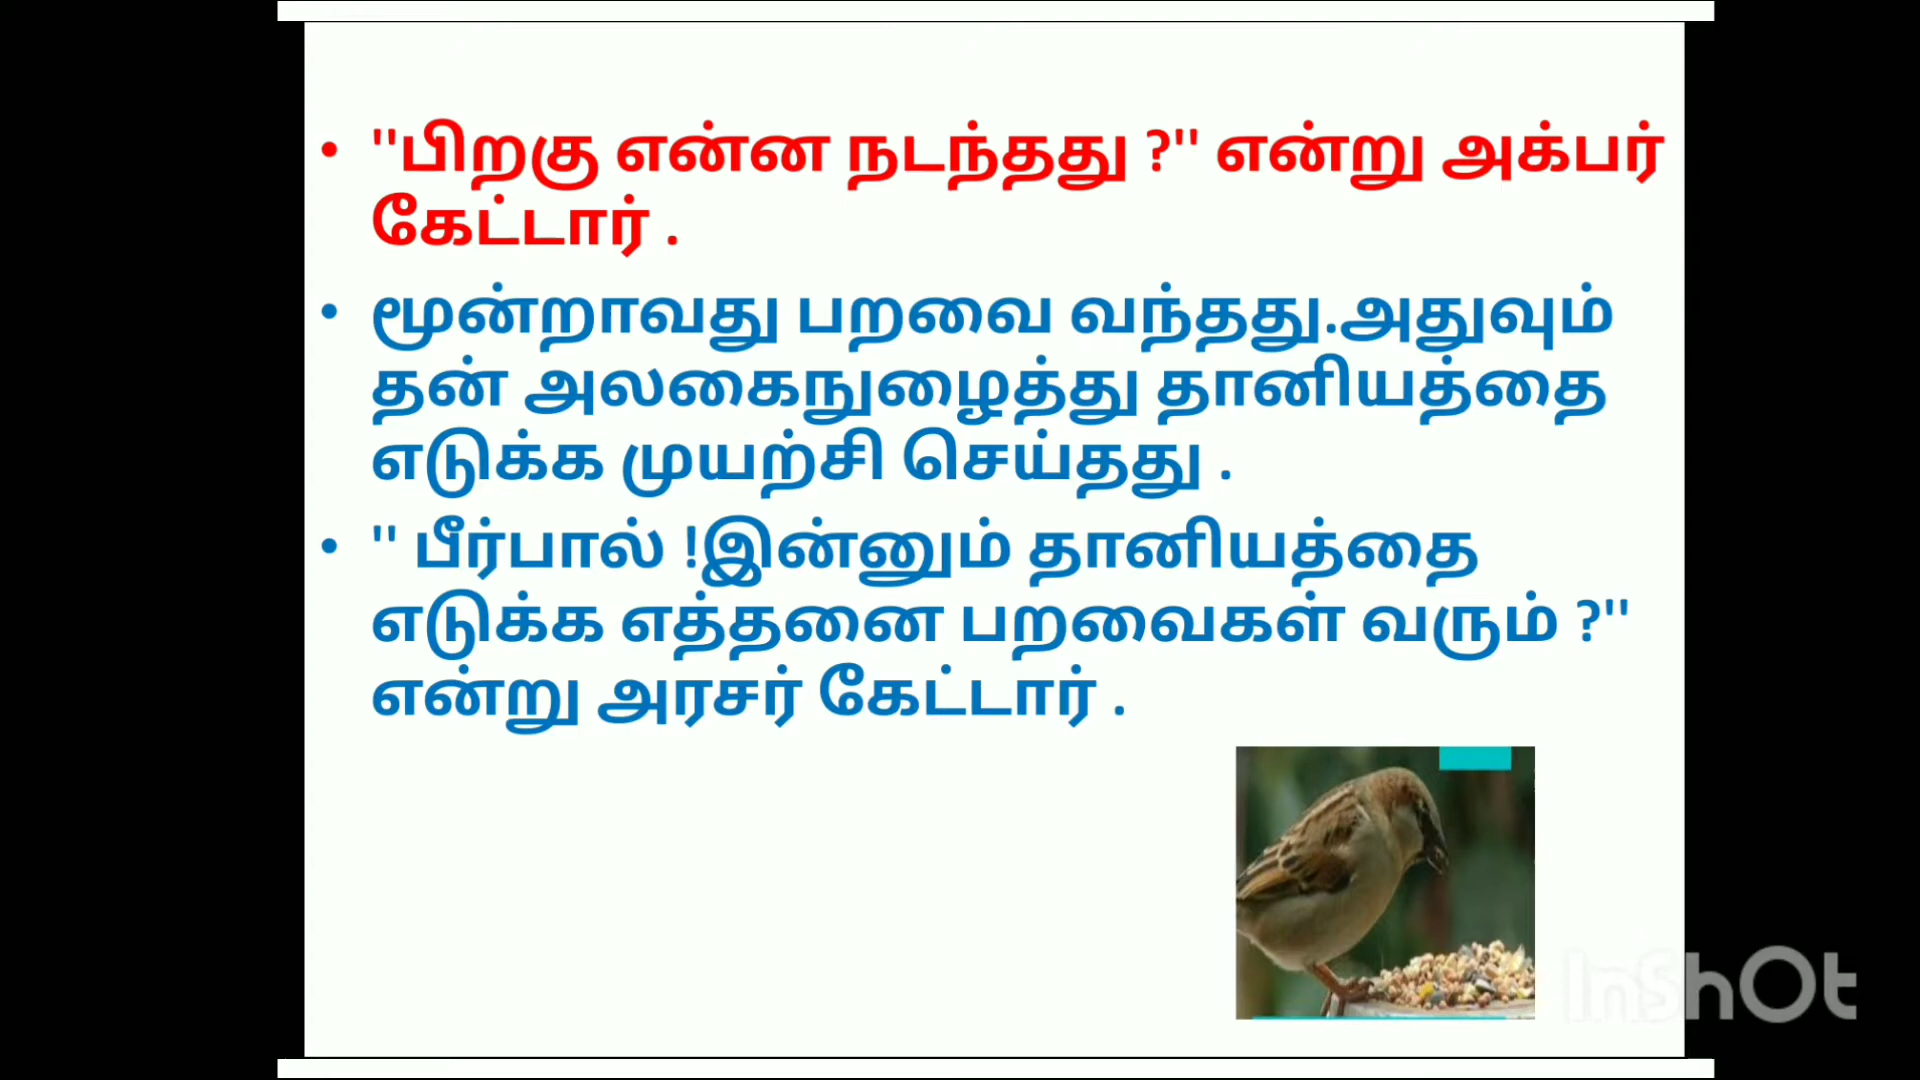 • "பிறகு என்ன நடந்தது ?" என்று அக்பர்
கேட்டார் .
• மூன்றாவது பறவை வந்தது.அதுவும்
தன் அலகைநுழைத்து தானியத்தை
எடுக்க முயற்சி செய்தது .
• " பீர்பால் !இன்னும் தானியத்தை
எடுக்க எத்தனை பறவைகள் வரும் ?"
என்று அரசர் கேட்டார் .
InShOt